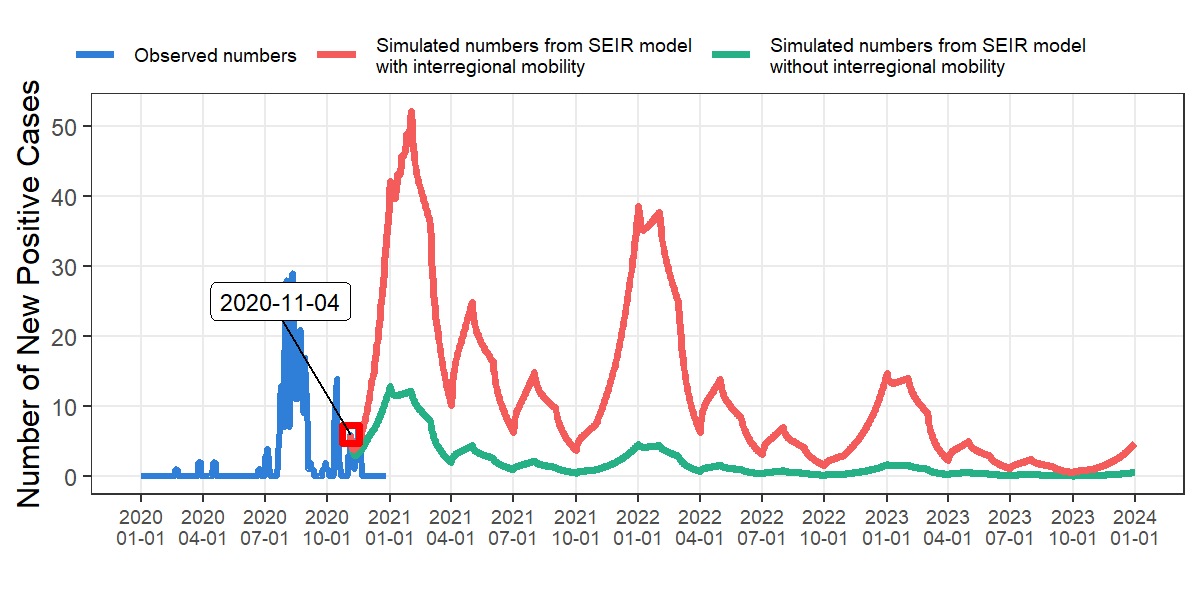 Observed numbers
Simulated numbers from SEIR model
with interregional mobility
Simulated numbers from SEIR model
without interregional mobility
Number of New Positive Cases
50
40
30
20
10
0
2020-11-04
2020 2020 2020 2020 2021 2021 2021 2021 2022 2022 2022 2022 2023 2023 2023 2023 2024
01-01 04-01 07-01 10-01 01-01 04-01 07-01 10-01 01-01 04-01 07-01 10-01 01-01 04-01 07-01 10-01 01-01